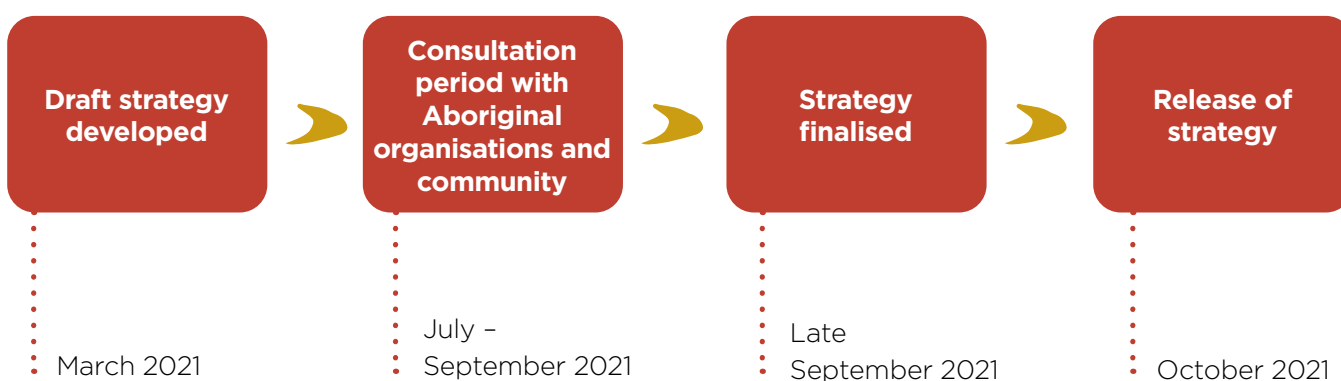 Draft strategy
developed
Consultation
period with
Aboriginal
organisations and
community
Strategy
finalised
Release of
strategy
March 2021
July –
September 2021
Late
September 2021
October 2021